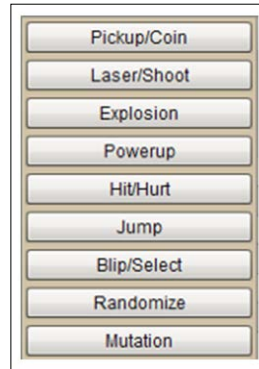 Pickup/Coin
Laser/Shoot
Explosion
Powerup
Hit/Hurt
Jump
Blip/Select
Randomize
Mutation